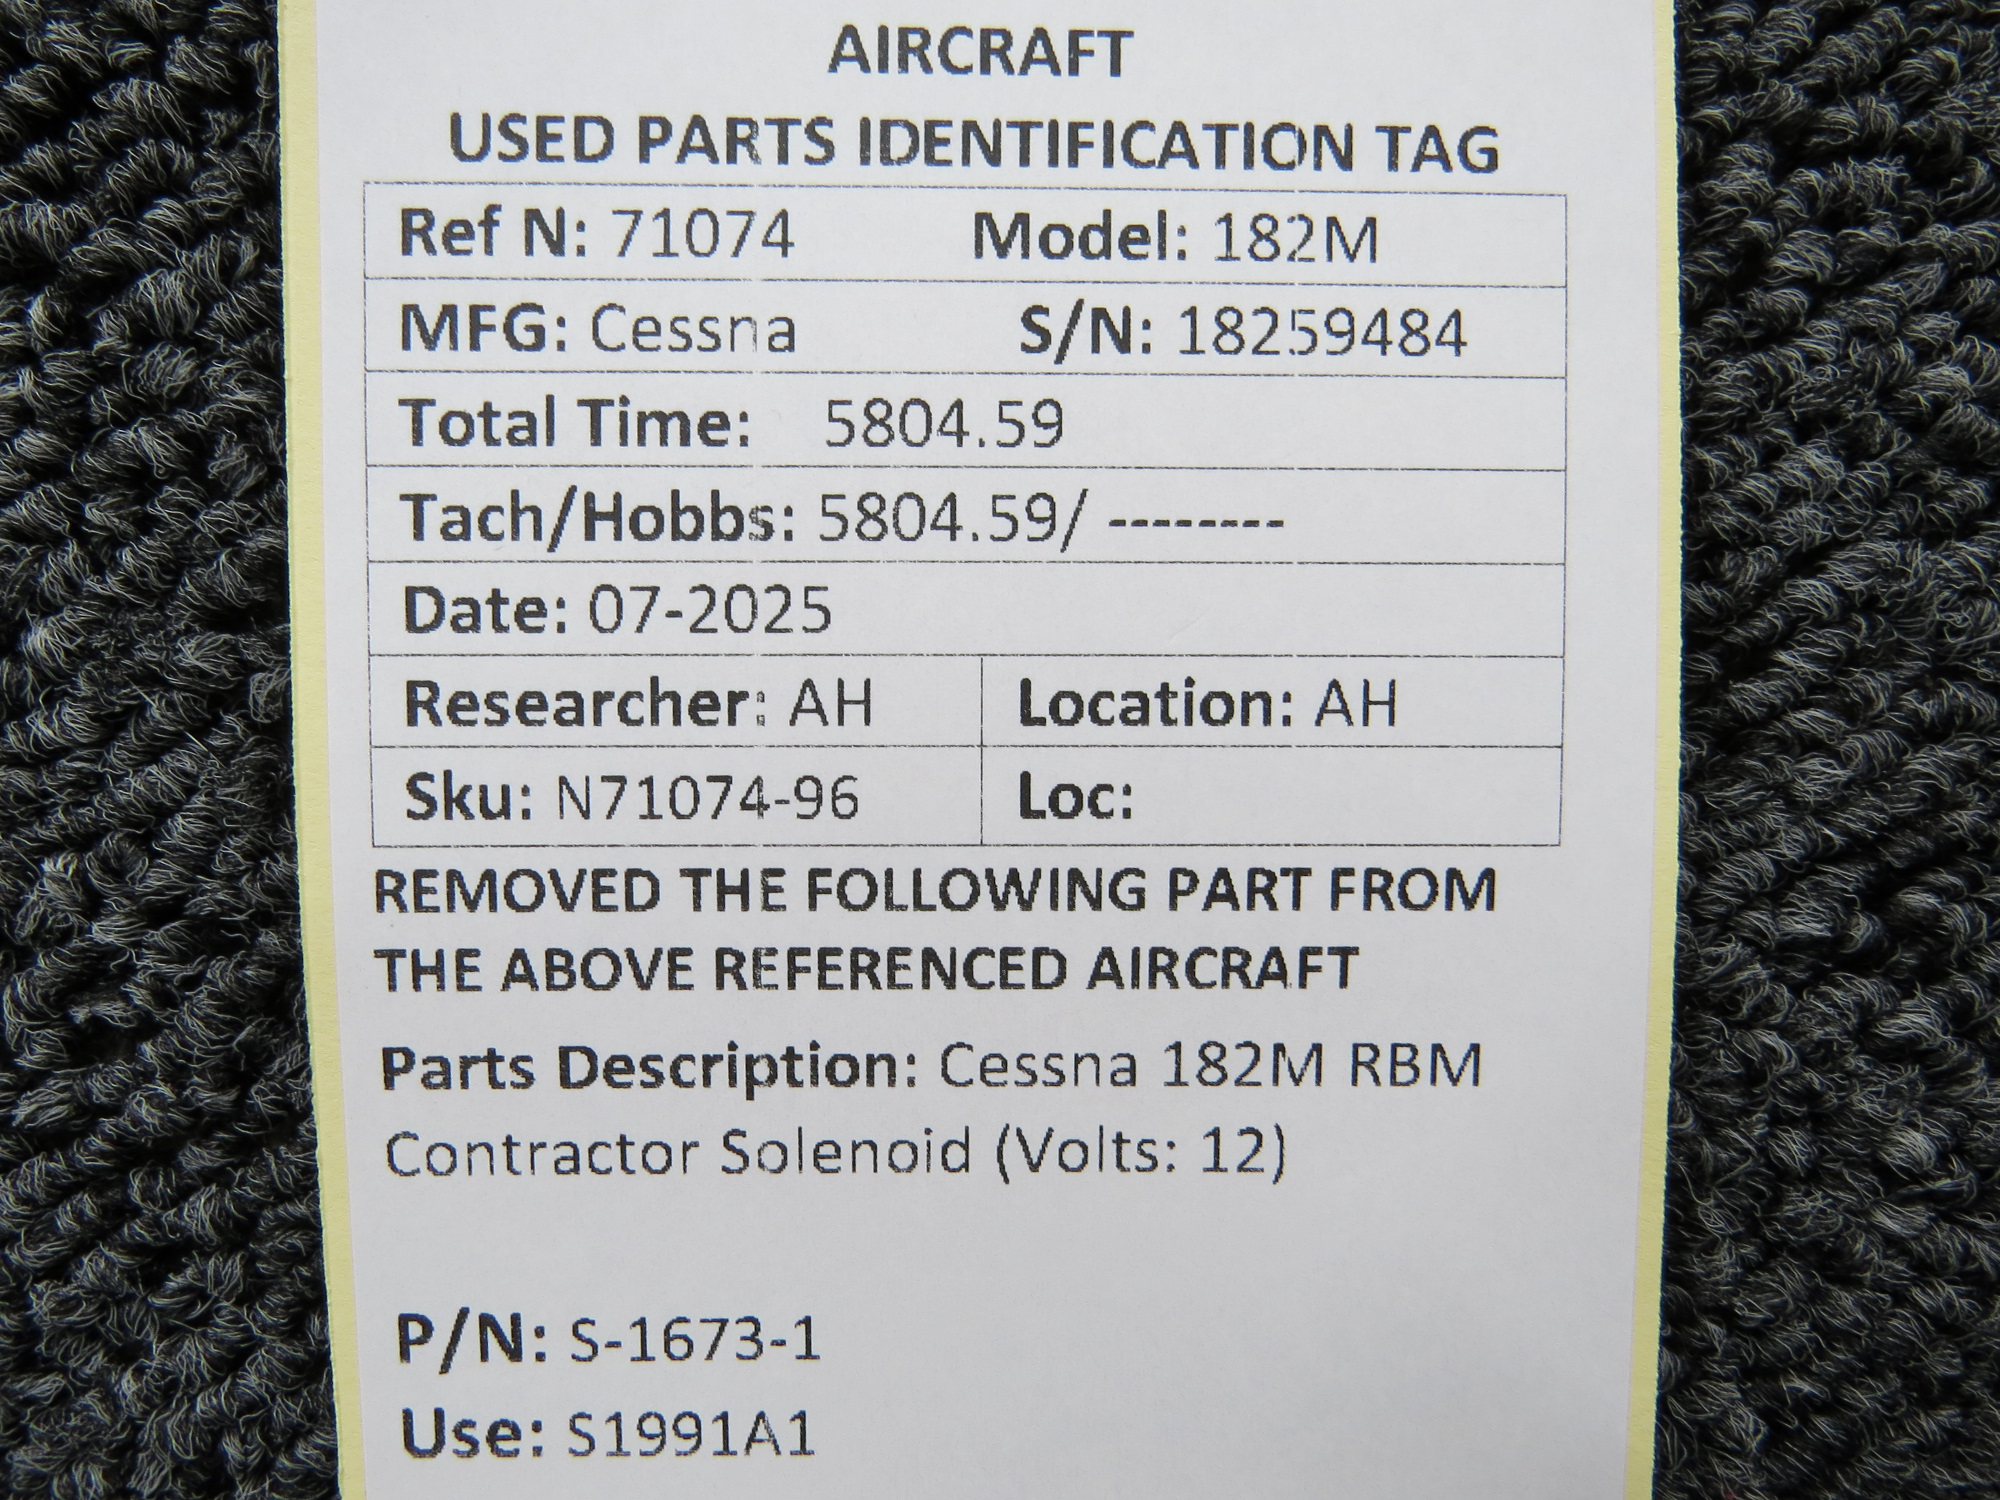 AIRCRAFT
USED PARTS IDENTIFICATION TAG
Ref N: 71074 Model: 182M
MFG: Cessna S/N: 18259484
Total Time: 5804.59
Tach/Hobbs: 5804.59/ --------
Date: 07-2025
Researcher: AH Location: AH
Sku: N71074-96 Loc:
REMOVED THE FOLLOWING PART FROM
THE ABOVE REFERENCED AIRCRAFT
Parts Description: Cessna 182M RBM
Contractor Solenoid (Volts: 12)
P/N: S-1673-1
Use: S1991A1